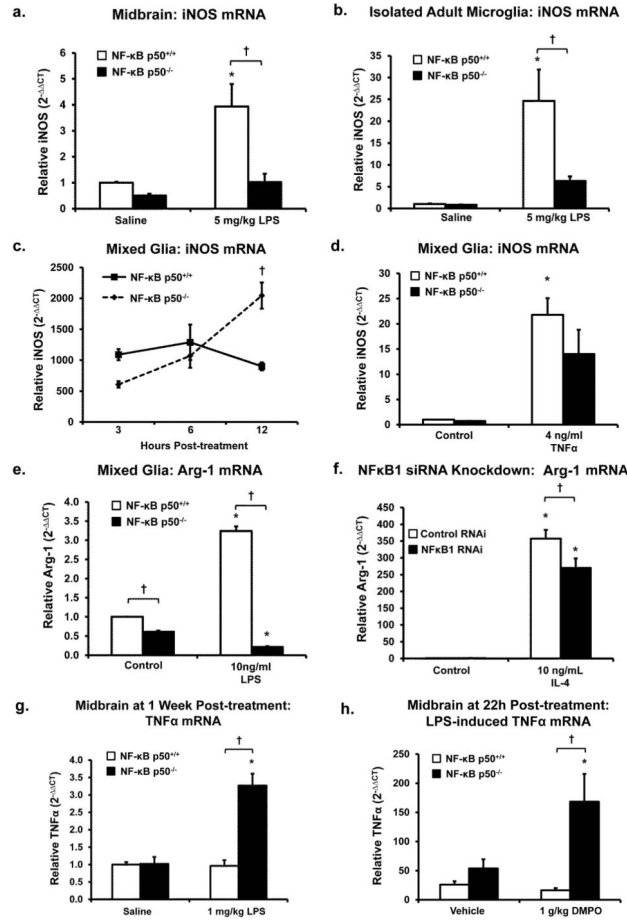 a.
Midbrain: iNOS mRNA
Relative iNOS (2-ΔΔCT)
6
5
4
3
2
1
0
NF-κB p50+/+
NF-κB p50-/-
*
†
Saline
5 mg/kg LPS
b.
Isolated Adult Microglia: iNOS mRNA
Relative iNOS (2-ΔΔCT)
35
30
25
20
15
10
5
0
NF-κB p50+/+
NF-κB p50-/-
*
†
Saline
5 mg/kg LPS
c.
Mixed Glia: iNOS mRNA
Relative iNOS (2-ΔΔCT)
2500
2000
1500
1000
500
0
NF-κB p50+/+
NF-κB p50-/-
†
3
6
12
Hours Post-treatment
d.
Mixed Glia: iNOS mRNA
Relative iNOS (2-ΔΔCT)
30
25
20
15
10
5
0
NF-κB p50+/+
NF-κB p50-/-
*
Control
4 ng/ml
TNFα
e.
Mixed Glia: Arg-1 mRNA
Relative Arg-1 (2-ΔΔCT)
4.0
3.5
3.0
2.5
2.0
1.5
1.0
0.5
0.0
NF-κB p50+/+
NF-κB p50-/-
†
*
†
*
Control
10ng/ml
LPS
f.
NFκB1 siRNA Knockdown: Arg-1 mRNA
Relative Arg-1 (2-ΔΔCT)
450
400
350
300
250
200
150
100
50
0
Control RNAi
NFκB1 RNAi
†
*
*
Control
10 ng/mL
IL-4
g.
Midbrain at 1 Week Post-treatment:
TNFα mRNA
Relative TNFα (2-ΔΔCT)
4.0
3.5
3.0
2.5
2.0
1.5
1.0
0.5
0.0
NF-κB p50+/+
NF-κB p50-/-
†
*
Saline
1 mg/kg LPS
h.
Midbrain at 22h Post-treatment:
LPS-induced TNFα mRNA
Relative TNFα (2-ΔΔCT)
250
200
150
100
50
0
NF-κB p50+/+
NF-κB p50-/-
†
*
Vehicle
1 g/kg DMPO